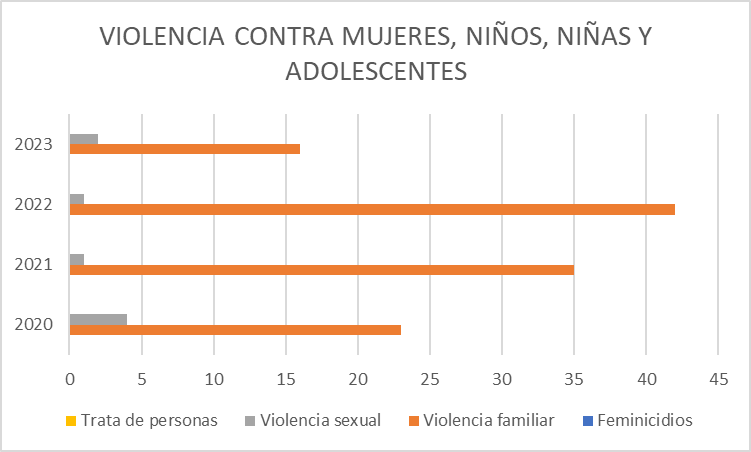 VIOLENCIA CONTRA MUJERES, NIÑOS, NIÑAS Y
ADOLESCENTES
2023
2022
2021
2020
0 5 10 15 20 25 30 35 40 45
Trata de personas Violencia sexual Violencia familiar Feminicidios